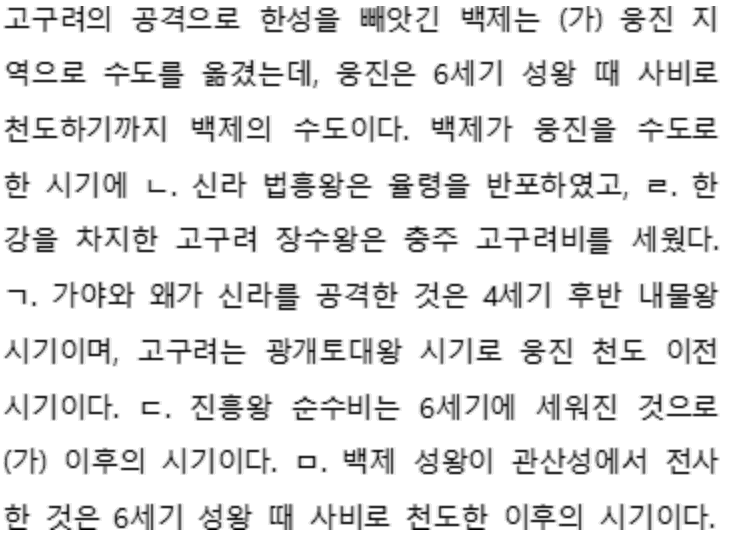 고구려의 공격으로 한성을 빼앗긴 백제는 (가) 웅진 지
역으로 수도를 옮겼는데, 웅진은 6세기 성왕 때 사비로
천도하기까지 백제의 수도이다. 백제가 웅진을 수도로
한 시기에 ㄴ. 신라 법흥왕은 율령을 반포하였고, ㄹ. 한
강을 차지한 고구려 장수왕은 충주 고구려비를 세웠다.
ㄱ. 가야와 왜가 신라를 공격한 것은 4세기 후반 내물왕
시기이며, 고구려는 광개토대왕 시기로 웅진 천도 이전
시기이다. ㄷ. 진흥왕 순수비는 6세기에 세워진 것으로
(가) 이후의 시기이다. ㅁ. 백제 성왕이 관산성에서 전사
한 것은 6세기 성왕 때 사비로 천도한 이후의 시기이다.